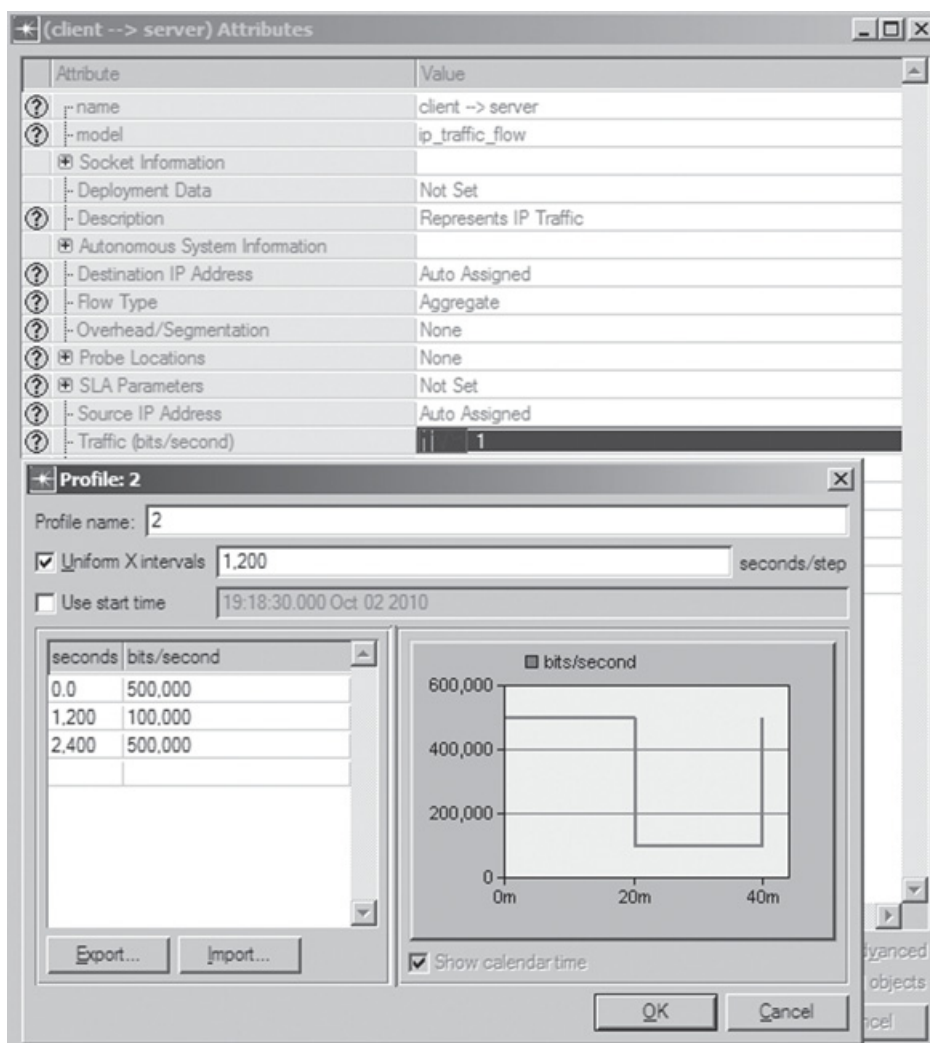 (client --> server) Attributes
Attribute Value
name client --> server
model ip_traffic_flow
Socket Information
Deployment Data Not Set
Description Represents IP Traffic
Autonomous System Information
Destination IP Address Auto Assigned
Flow Type Aggregate
Overhead/Segmentation None
Probe Locations None
SLA Parameters Not Set
Source IP Address Auto Assigned
Traffic (bits/second) 1
Profile: 2
Profile name: 2
Uniform X intervals 1,200 seconds/step
Use start time 19:18:30.000 Oct 02 2010
seconds bits/second
0.0 500,000
1,200 100,000
2,400 500,000
bits/second
600,000
400,000
200,000
0
0m 20m 40m
Export... Import...
Show calendar time
OK Cancel
objects